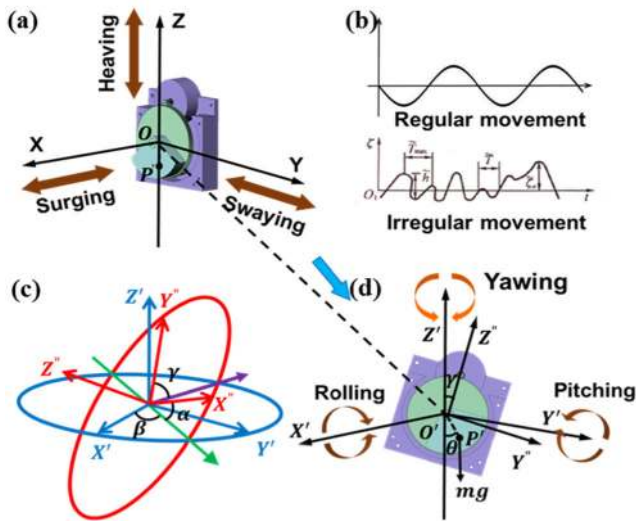 (a)
Z
Heaving
X
O
Y
P
Surging
Swaying
(b)
Regular movement
ζ
T̃
h̃
t
Irregular movement
(c)
Z′
Y″
Z″
γ
X″
α
β
X′
Y′
(d)
Yawing
Z′
Z″
γ
Rolling
Pitching
X′
O′
P′
Y′
θ
Y″
mg